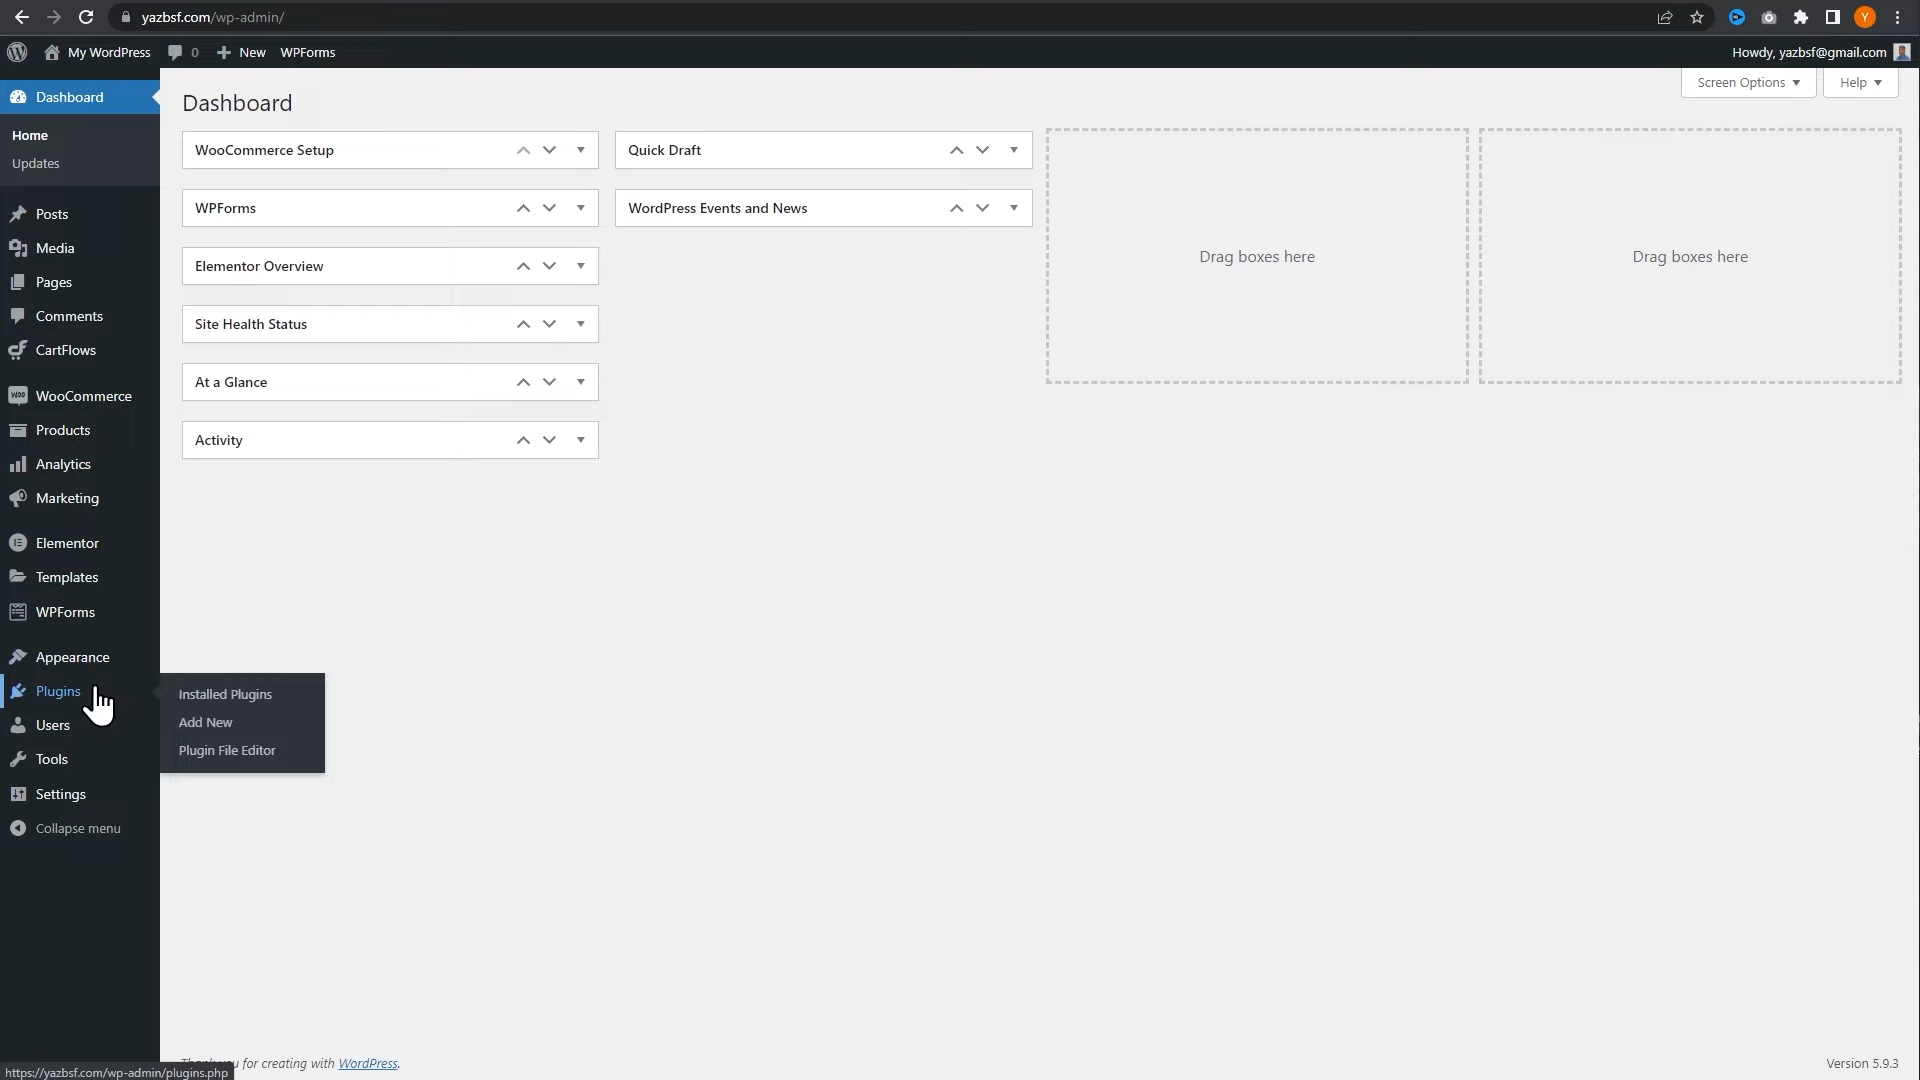 yazbsf.com/wp-admin/
Y
My WordPress
0
New
WPForms
Howdy, yazbsf@gmail.com
Dashboard
Home
Updates
Posts
Media
Pages
Comments
CartFlows
WooCommerce
Products
Analytics
Marketing
Elementor
Templates
WPForms
Appearance
Plugins
Users
Tools
Settings
Collapse menu
Installed Plugins
Add New
Plugin File Editor
Screen Options
Help
Dashboard
WooCommerce Setup
WPForms
Elementor Overview
Site Health Status
At a Glance
Activity
Quick Draft
WordPress Events and News
Drag boxes here
Drag boxes here
for creating with WordPress.
Version 5.9.3
https://yazbsf.com/wp-admin/plugins.php